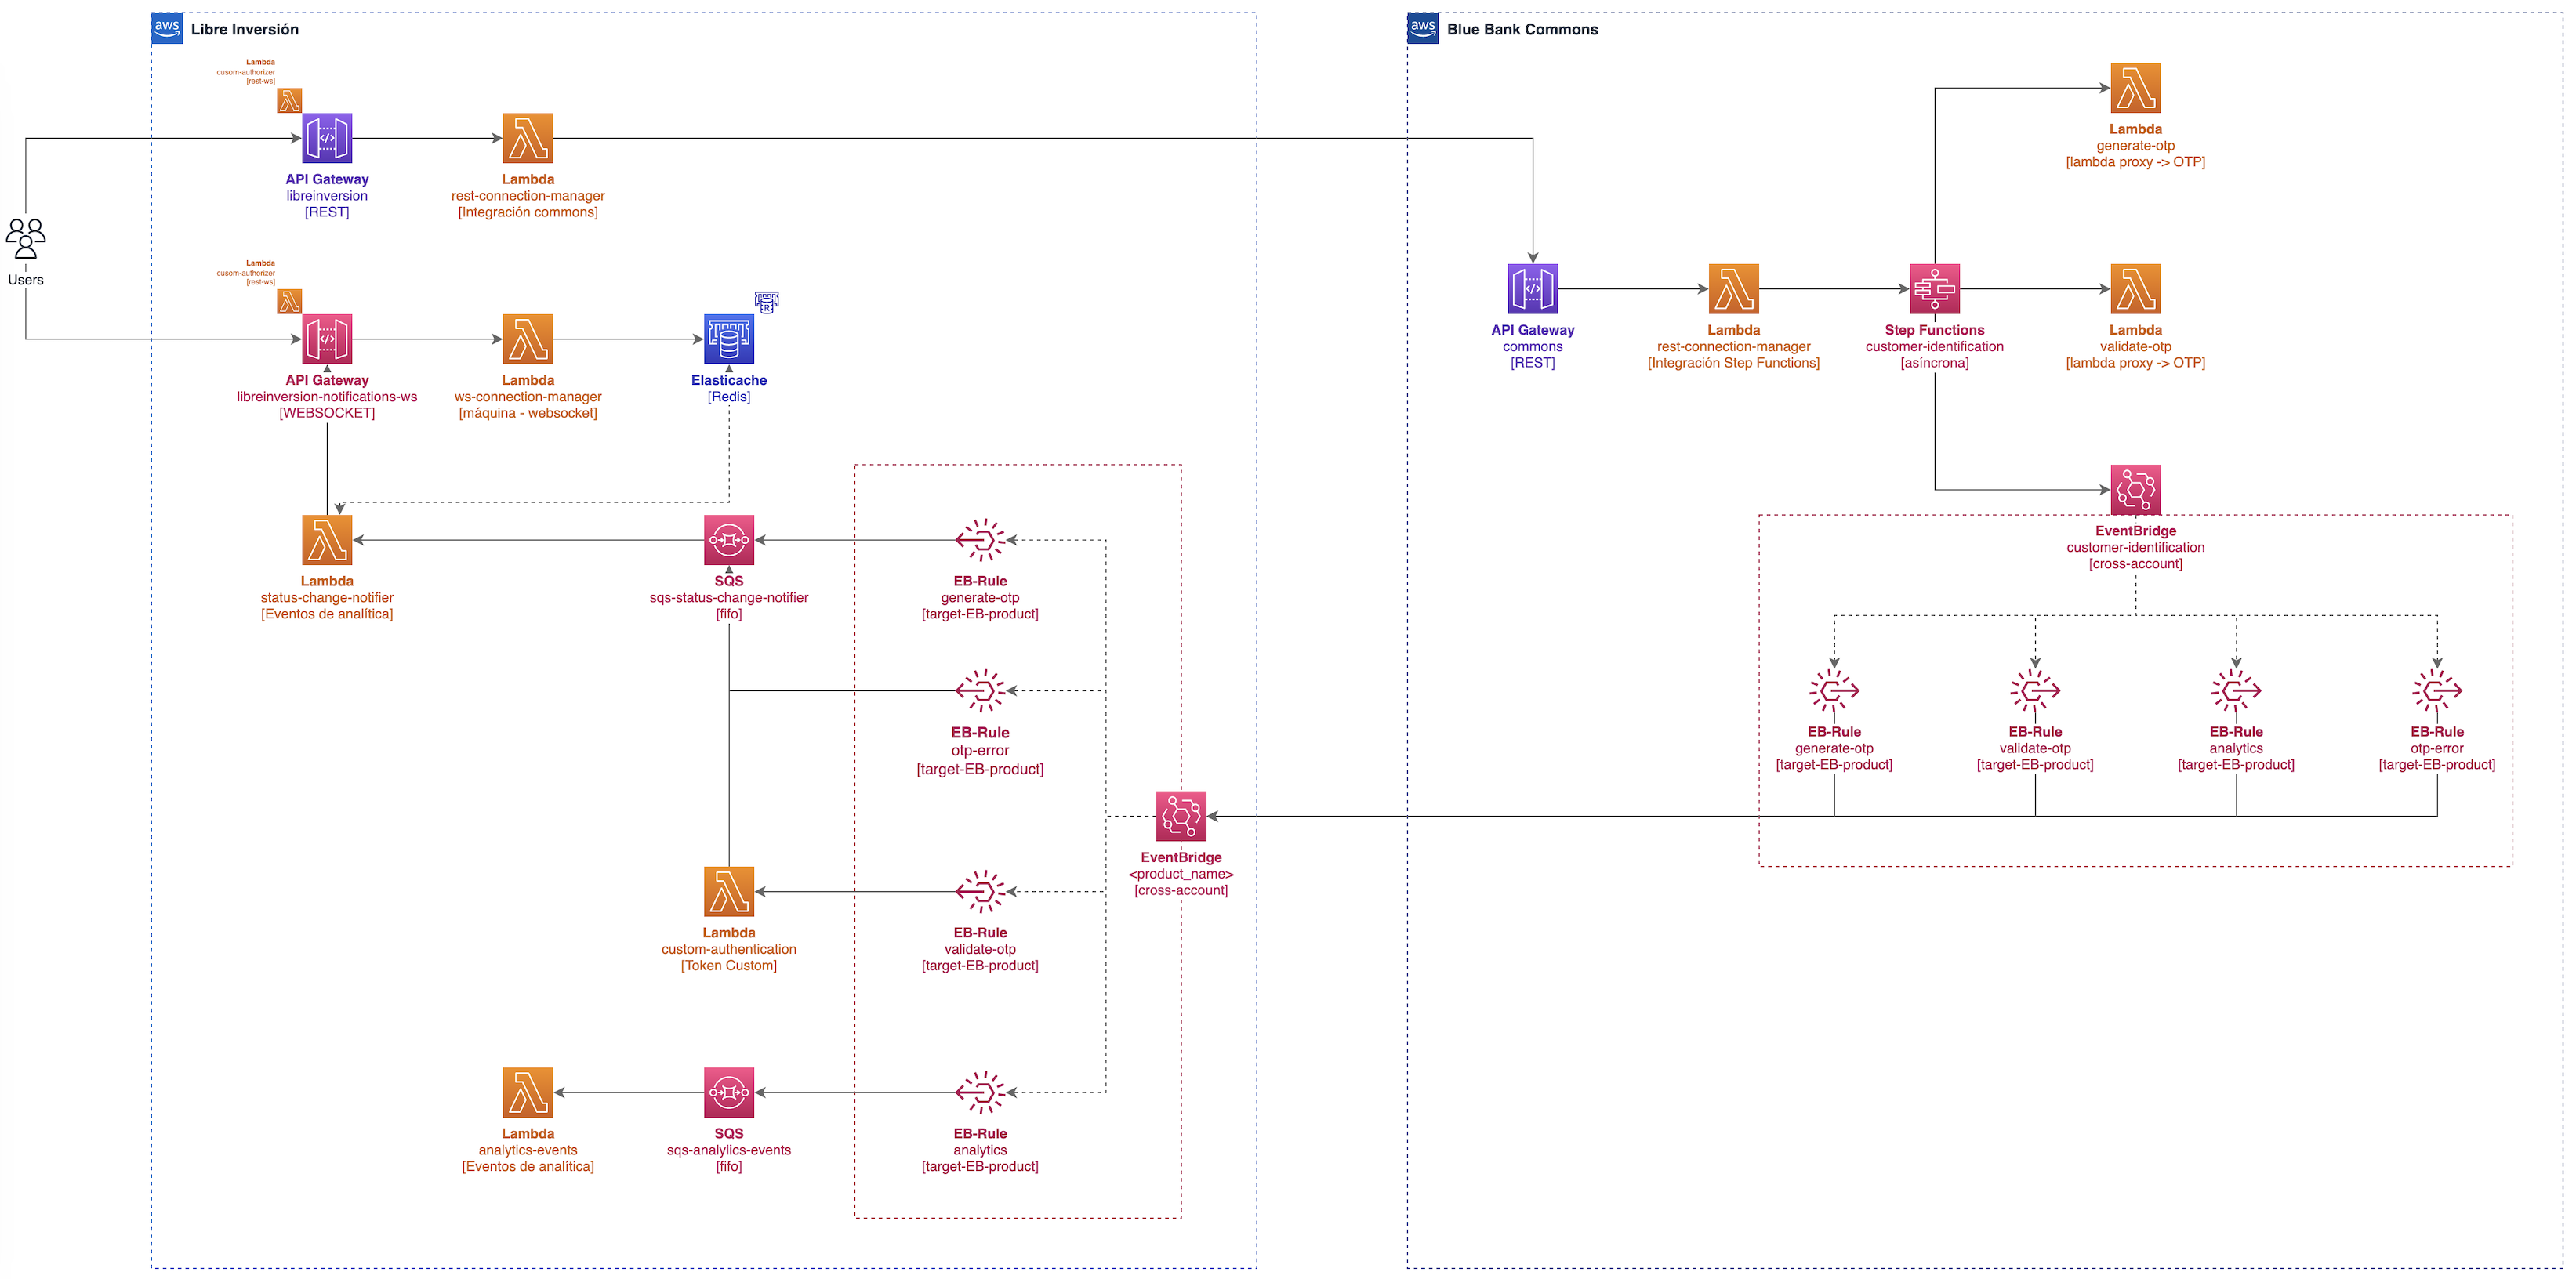 aws
Libre Inversión
Lambda
cusom-authorizer
[rest-ws]
API Gateway
libreinversion
[REST]
Lambda
rest-connection-manager
[Integración commons]
Users
Lambda
cusom-authorizer
[rest-ws]
API Gateway
libreinversion-notifications-ws
[WEBSOCKET]
Lambda
ws-connection-manager
[máquina - websocket]
R
Elasticache
[Redis]
Lambda
status-change-notifier
[Eventos de analítica]
SQS
sqs-status-change-notifier
[fifo]
EB-Rule
generate-otp
[target-EB-product]
EB-Rule
otp-error
[target-EB-product]
EventBridge
<product_name>
[cross-account]
Lambda
custom-authentication
[Token Custom]
EB-Rule
validate-otp
[target-EB-product]
Lambda
analytics-events
[Eventos de analítica]
SQS
sqs-analylics-events
[fifo]
EB-Rule
analytics
[target-EB-product]
aws
Blue Bank Commons
Lambda
generate-otp
[lambda proxy -> OTP]
API Gateway
commons
[REST]
Lambda
rest-connection-manager
[Integración Step Functions]
Step Functions
customer-identification
[asíncrona]
Lambda
validate-otp
[lambda proxy -> OTP]
EventBridge
customer-identification
[cross-account]
EB-Rule
generate-otp
[target-EB-product]
EB-Rule
validate-otp
[target-EB-product]
EB-Rule
analytics
[target-EB-product]
EB-Rule
otp-error
[target-EB-product]